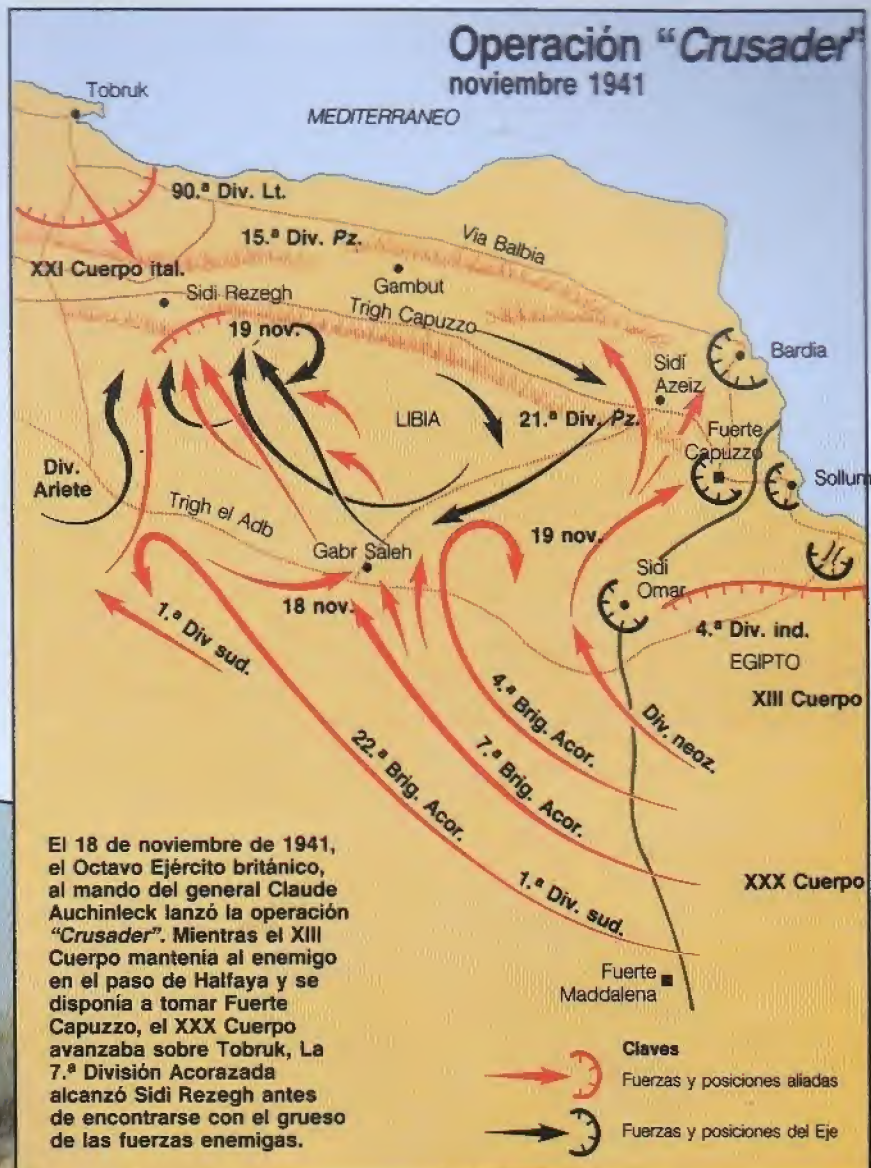 Operación “Crusader”
noviembre 1941
Tobruk
MEDITERRANEO
90.ª Div. Lt.
15.ª Div. Pz.
Via Balbia
XXI Cuerpo ital.
Gambut
Sidi Rezegh
Trigh Capuzzo
19 nov.
Bardia
Sidi
Azeiz
LIBIA
21.ª Div. Pz.
Fuerte
Capuzzo
Div.
Ariete
Sollum
Trigh el Adb
19 nov.
Gabr Saleh
Sidi
Omar
18 nov.
1.ª Div sud.
4.ª Div. ind.
EGIPTO
XIII Cuerpo
4.ª Brig. Acor.
Div. neoz.
22.ª Brig. Acor.
7.ª Brig. Acor.
1.ª Div. sud.
XXX Cuerpo
Fuerte
Maddalena
El 18 de noviembre de 1941,
el Octavo Ejército británico,
al mando del general Claude
Auchinleck lanzó la operación
“Crusader”. Mientras el XIII
Cuerpo mantenía al enemigo
en el paso de Halfaya y se
disponía a tomar Fuerte
Capuzzo, el XXX Cuerpo
avanzaba sobre Tobruk, La
7.ª División Acorazada
alcanzó Sidi Rezegh antes
de encontrarse con el grueso
de las fuerzas enemigas.
Claves
Fuerzas y posiciones aliadas
Fuerzas y posiciones del Eje